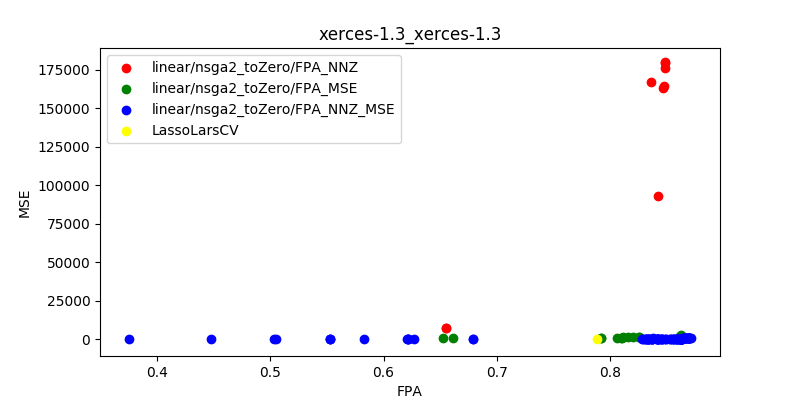 xerces-1.3_xerces-1.3
linear/nsga2_toZero/FPA_NNZ
linear/nsga2_toZero/FPA_MSE
linear/nsga2_toZero/FPA_NNZ_MSE
LassoLarsCV
175000
150000
125000
100000
75000
50000
25000
0
MSE
0.4 0.5 0.6 0.7 0.8
FPA